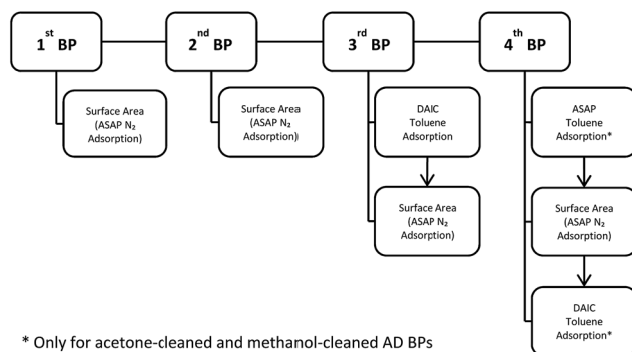 1st BP
2nd BP
3rd BP
4th BP
Surface Area
(ASAP N₂
Adsorption)
Surface Area
(ASAP N₂
Adsorption)
DAIC
Toluene
Adsorption
Surface Area
(ASAP N₂
Adsorption)
ASAP
Toluene
Adsorption*
Surface Area
(ASAP N₂
Adsorption)
DAIC
Toluene
Adsorption*
* Only for acetone-cleaned and methanol-cleaned AD BPs